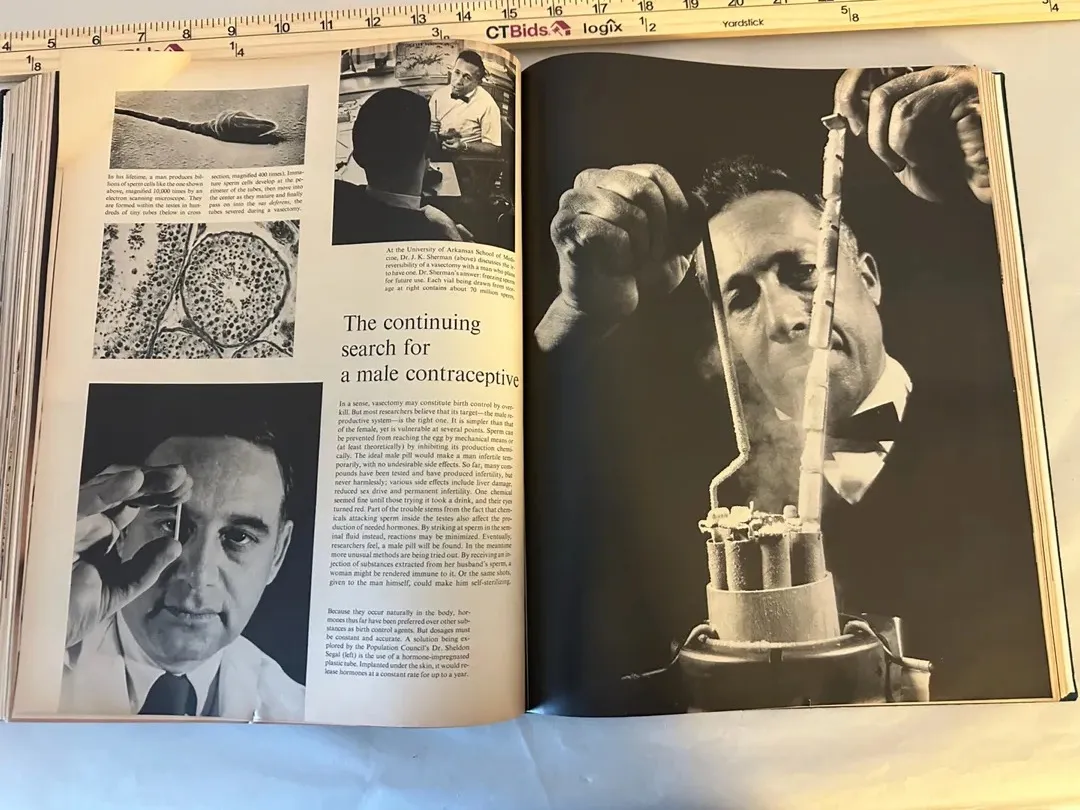 4 5 6 7 8 9 10 11 12 13 14 15 16 17 18 19 20 21
1/8 1/4 3/ CTBids. logix 1/2 Yardstick 5/8 3/4
In his lifetime, a man produces bil-
lions of sperm cells like the one shown
above, magnified 10,000 times by an
electron scanning microscope. They
are formed within the testes in hun-
dreds of tiny tubes (below in cross
section, magnified 400 times). Imma-
ture sperm cells develop at the pe-
rimeter of the tubes, then move into
the center as they mature and finally
pass on into the vas deferens, the
tubes severed during a vasectomy.
At the University of Arkansas School of Medi-
cine, Dr. J. K. Sherman (above) discusses the ir-
reversibility of a vasectomy with a man who plans
to have one. Dr. Sherman's answer: freezing sperm
for future use. Each vial being drawn from stor-
age at right contains about 70 million sperm.
The continuing
search for
a male contraceptive
In a sense, vasectomy may constitute birth control by over-
kill. But most researchers believe that its target—the male re-
productive system—is the right one. It is simpler than that
of the female, yet is vulnerable at several points. Sperm can
be prevented from reaching the egg by mechanical means or
(at least theoretically) by inhibiting its production chemi-
cally. The ideal male pill would make a man infertile tem-
porarily, with no undesirable side effects. So far, many com-
pounds have been tested and have produced infertility, but
never harmlessly; various side effects include liver damage,
reduced sex drive and permanent infertility. One chemical
seemed fine until those trying it took a drink, and their eyes
turned red. Part of the trouble stems from the fact that chem-
icals attacking sperm inside the testes also affect the pro-
duction of needed hormones. By striking at sperm in the sem-
inal fluid instead, reactions may be minimized. Eventually,
researchers feel, a male pill will be found. In the meantime
more unusual methods are being tried out. By receiving an in-
jection of substances extracted from her husband's sperm, a
woman might be rendered immune to it. Or the same shots,
given to the man himself, could make him self-sterilizing.
Because they occur naturally in the body, hor-
mones thus far have been preferred over other sub-
stances as birth control agents. But dosages must
be constant and accurate. A solution being ex-
plored by the Population Council's Dr. Sheldon
Segal (left) is the use of a hormone-impregnated
plastic tube. Implanted under the skin, it would re-
lease hormones at a constant rate for up to a year.